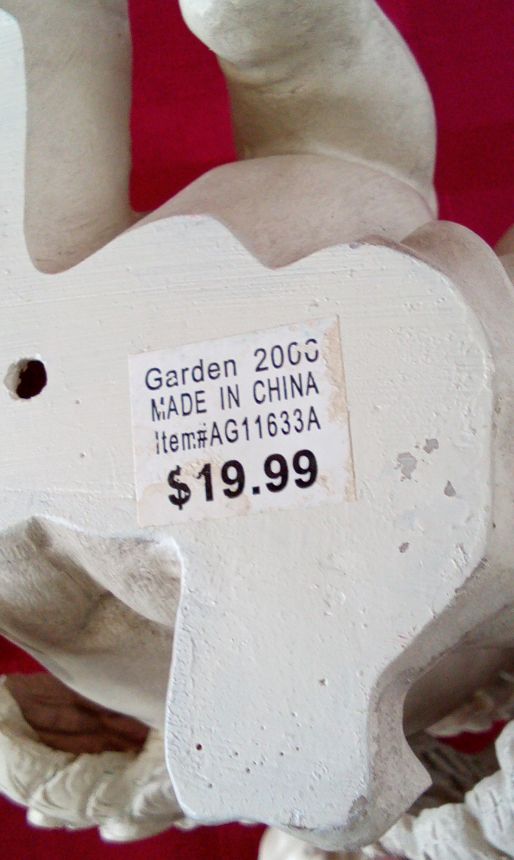 Garden 2000
MADE IN CHINA
Item#AG11633A
$19.99